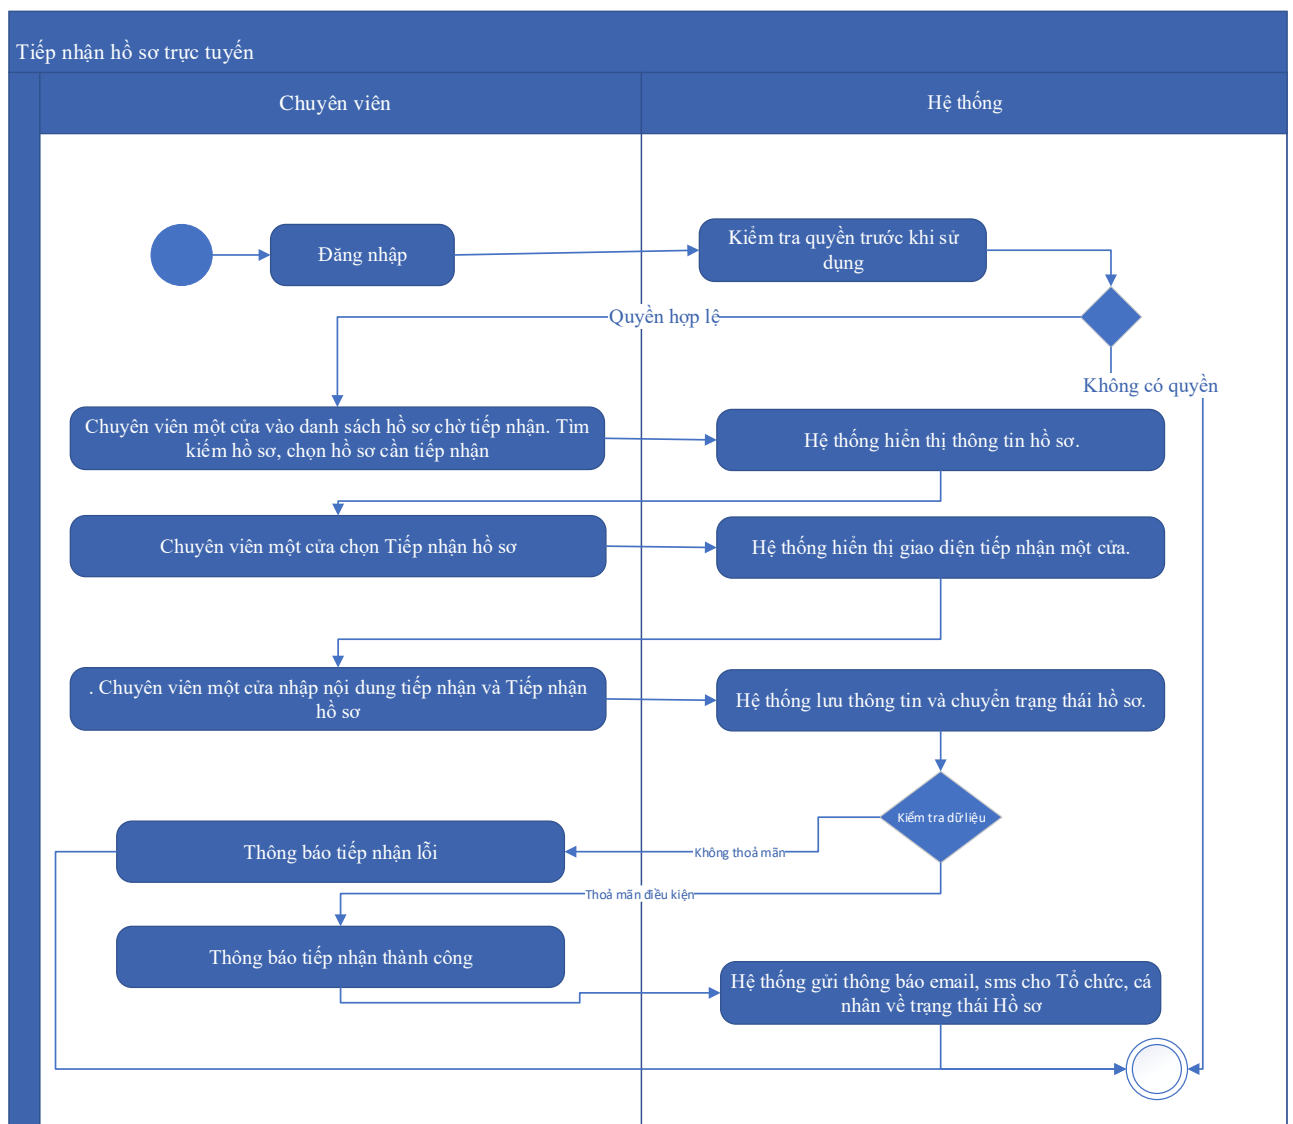 Tiếp nhận hồ sơ trực tuyến
Chuyên viên
Hệ thống
Đăng nhập
Kiểm tra quyền trước khi sử
dụng
Quyền hợp lệ
Không có quyền
Chuyên viên một cửa vào danh sách hồ sơ chờ tiếp nhận. Tìm
kiếm hồ sơ, chọn hồ sơ cần tiếp nhận
Hệ thống hiển thị thông tin hồ sơ.
Chuyên viên một cửa chọn Tiếp nhận hồ sơ
Hệ thống hiển thị giao diện tiếp nhận một cửa.
. Chuyên viên một cửa nhập nội dung tiếp nhận và Tiếp nhận
hồ sơ
Hệ thống lưu thông tin và chuyển trạng thái hồ sơ.
Kiểm tra dữ liệu
Không thoả mãn
Thông báo tiếp nhận lỗi
Thoả mãn điều kiện
Thông báo tiếp nhận thành công
Hệ thống gửi thông báo email, sms cho Tổ chức, cá
nhân về trạng thái Hồ sơ